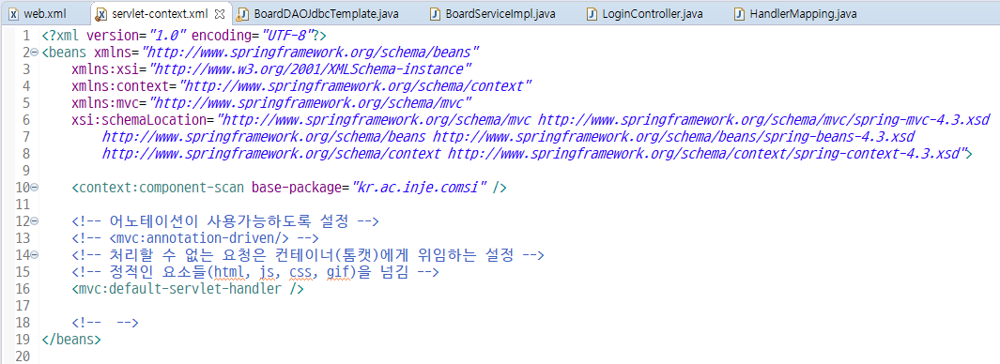 web.xml servlet-context.xml BoardDAOJdbcTemplate.java BoardServiceImpl.java LoginController.java HandlerMapping.java
1 <?xml version="1.0" encoding="UTF-8"?>
2 <beans xmlns="http://www.springframework.org/schema/beans"
3 xmlns:xsi="http://www.w3.org/2001/XMLSchema-instance"
4 xmlns:context="http://www.springframework.org/schema/context"
5 xmlns:mvc="http://www.springframework.org/schema/mvc"
6 xsi:schemaLocation="http://www.springframework.org/schema/mvc http://www.springframework.org/schema/mvc/spring-mvc-4.3.xsd
7 http://www.springframework.org/schema/beans http://www.springframework.org/schema/beans/spring-beans-4.3.xsd
8 http://www.springframework.org/schema/context http://www.springframework.org/schema/context/spring-context-4.3.xsd">
9
10 <context:component-scan base-package="kr.ac.inje.comsi" />
11
12 <!-- 어노테이션이 사용가능하도록 설정 -->
13 <!-- <mvc:annotation-driven/> -->
14 <!-- 처리할 수 없는 요청은 컨테이너(톰캣)에게 위임하는 설정 -->
15 <!-- 정적인 요소들(html, js, css, gif)을 넘김 -->
16 <mvc:default-servlet-handler />
17
18 <!--  -->
19 </beans>
20